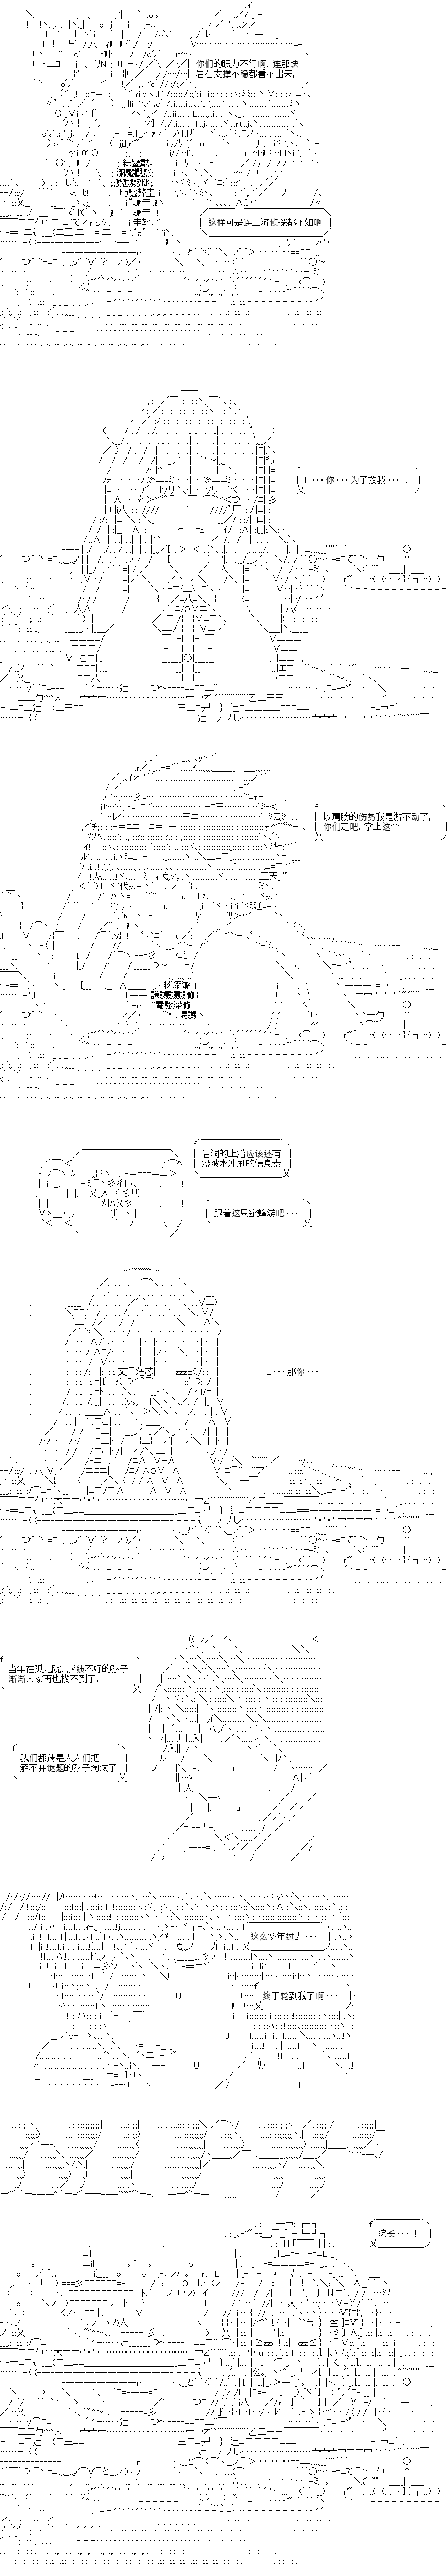 你们的眼力不行啊，连那块
岩石支撑不稳都看不出来，
这样可是连三流侦探都不如啊
L・・・你・・・为了救我・・・！
以肩膀的伤势我是游不动了，
你们走吧，拿上这个 ────
岩洞的上沿应该还有
没被水冲刷的信息素
跟着这只蜜蜂游吧・・・
L・・・那你・・・
当年在孤儿院，成绩不好的孩子
渐渐大家再也找不到了，
我们都猜是大人们把
解不开谜题的孩子淘汰了
这么多年过去・・・
终于轮到我了啊・・・
院长・・・！